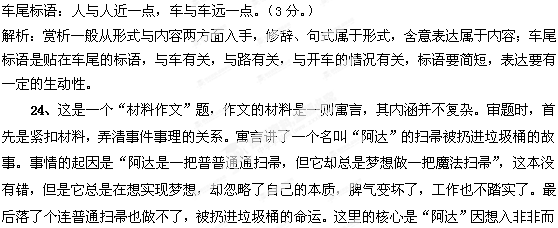 车尾标语：人与人近一点，车与车远一点。（3 分。）
解析：赏析一般从形式与内容两方面入手，修辞、句式属于形式，含意表达属于内容；车尾
标语是贴在车尾的标语，与车有关，与路有关，与开车的情况有关，标语要简短，表达要有
一定的生动性。
24、这是一个“材料作文”题，作文的材料是一则寓言，其内涵并不复杂。审题时，首
先是紧扣材料，弄清事件事理的关系。寓言讲了一个名叫“阿达”的扫帚被扔进垃圾桶的故
事。事情的起因是“阿达是一把普普通通扫帚，但它却总是梦想做一把魔法扫帚”，这本没
有错，但是它总是在想实现梦想，却忽略了自己的本质，脾气变坏了，工作也不踏实了。最
后落了个连普通扫帚也做不了，被扔进垃圾桶的命运。这里的核心是“阿达”因想入非非而